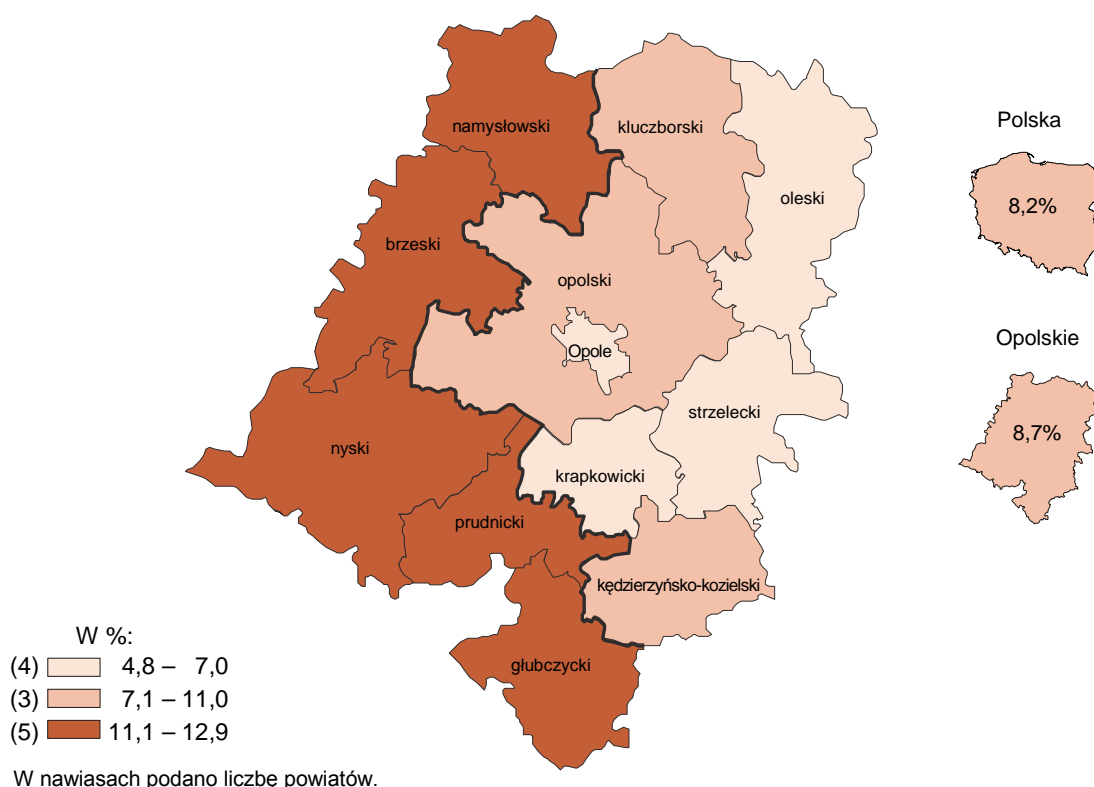 namysłowski
kluczborski
oleski
brzeski
opolski
Opole
strzelecki
nyski
krapkowicki
prudnicki
kędzierzyńsko-kozielski
głubczycki
Polska
8,2%
Opolskie
8,7%
W %:
(4) 4,8 – 7,0
(3) 7,1 – 11,0
(5) 11,1 – 12,9
W nawiasach podano liczbę powiatów.